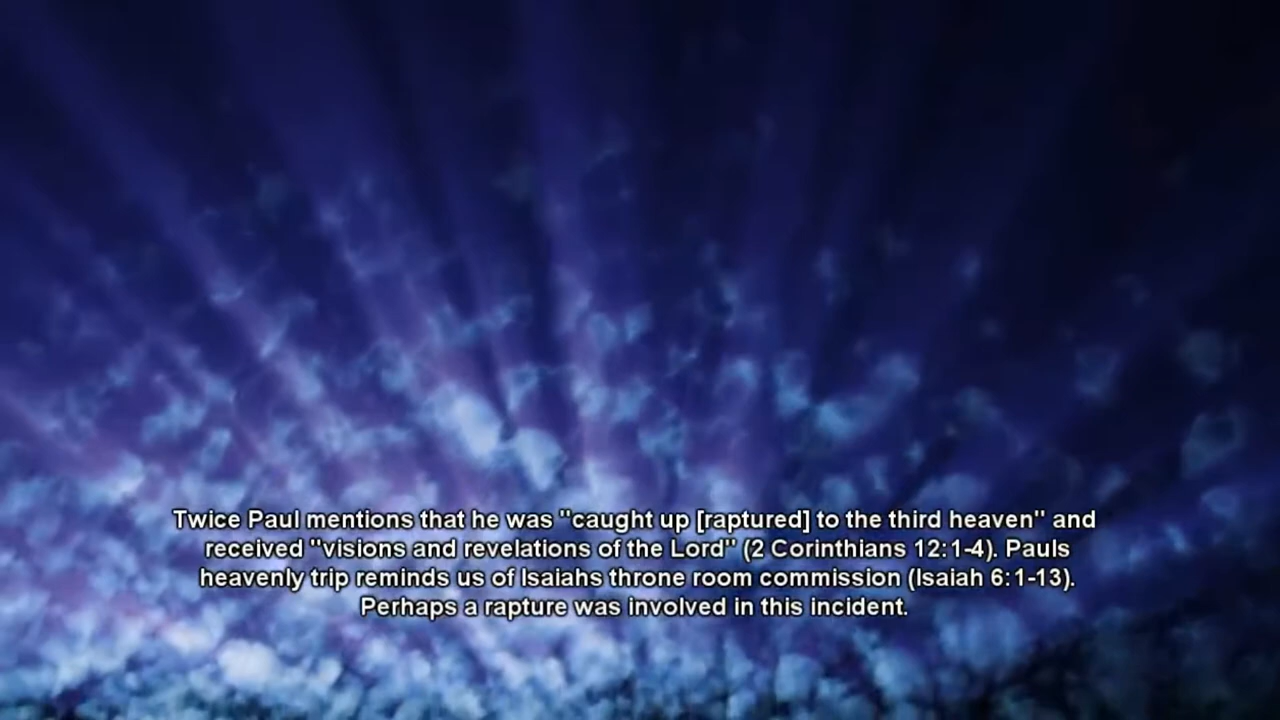 Twice Paul mentions that he was "caught up [raptured] to the third heaven" and
received "visions and revelations of the Lord" (2 Corinthians 12:1-4). Pauls
heavenly trip reminds us of Isaiahs throne room commission (Isaiah 6:1-13).
Perhaps a rapture was involved in this incident.